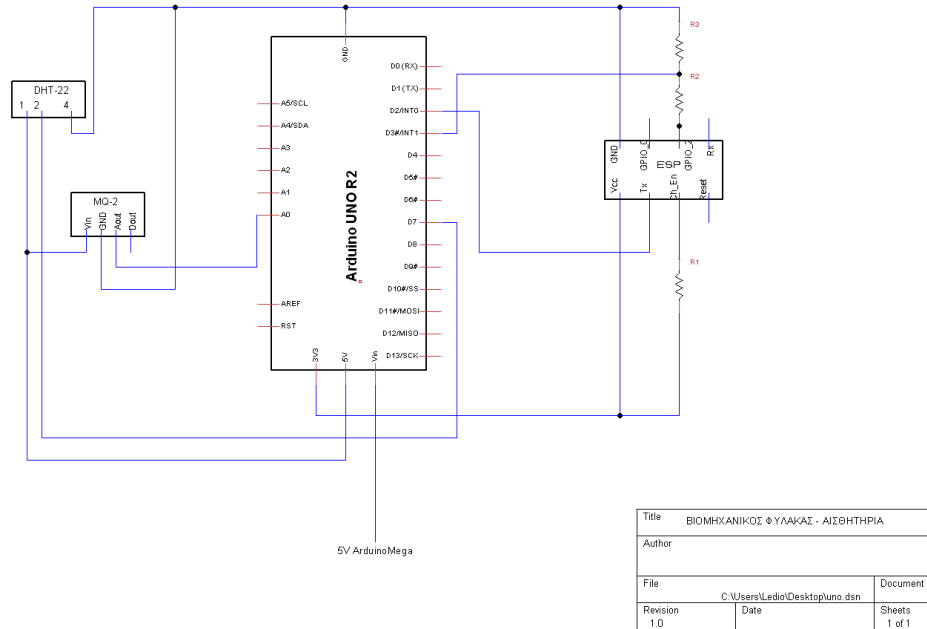 R3
GND
DHT-22
1 2 4
D0 (RX)
R2
D1 (TX)
A5/SCL
D2/INT0
A4/SDA
D3#/INT1
A3
D4
GND
GPIO_0
GPIO_2
Rx
ESP
A2
D5#
Vcc
Tx
Ch_En
Reset
A1
D6#
MQ-2
Vin
GND
Aout
Dout
A0
D7
Arduino UNO R2
D8
D9#
R1
D10#/SS
AREF
D11#/MOSI
RST
D12/MISO
3V3
5V
Vin
D13/SCK
5V ArduinoMega
Title ΒΙΟΜΗΧΑΝΙΚΟΣ ΦΥΛΑΚΑΣ - ΑΙΣΘΗΤΗΡΙΑ
Author
File
C:\Users\Ledio\Desktop\uno.dsn
Document
Revision
1.0
Date
Sheets
1 of 1